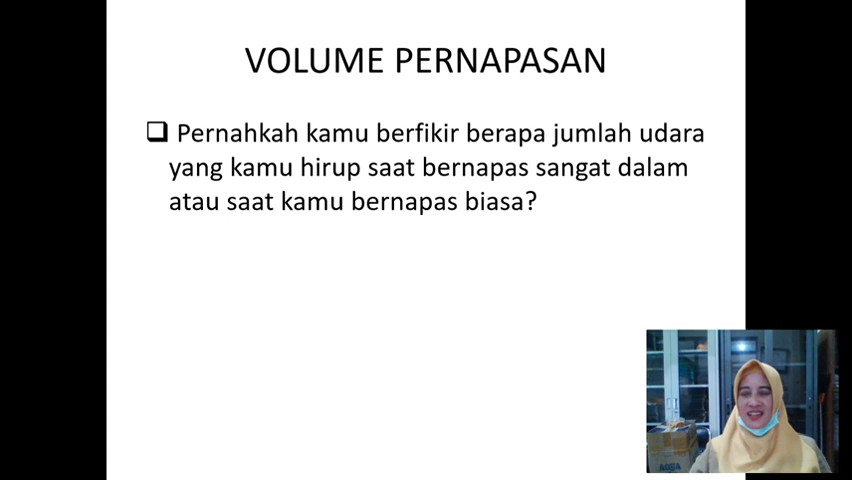 VOLUME PERNAPASAN
❑ Pernahkah kamu berfikir berapa jumlah udara
yang kamu hirup saat bernapas sangat dalam
atau saat kamu bernapas biasa?
AQUA